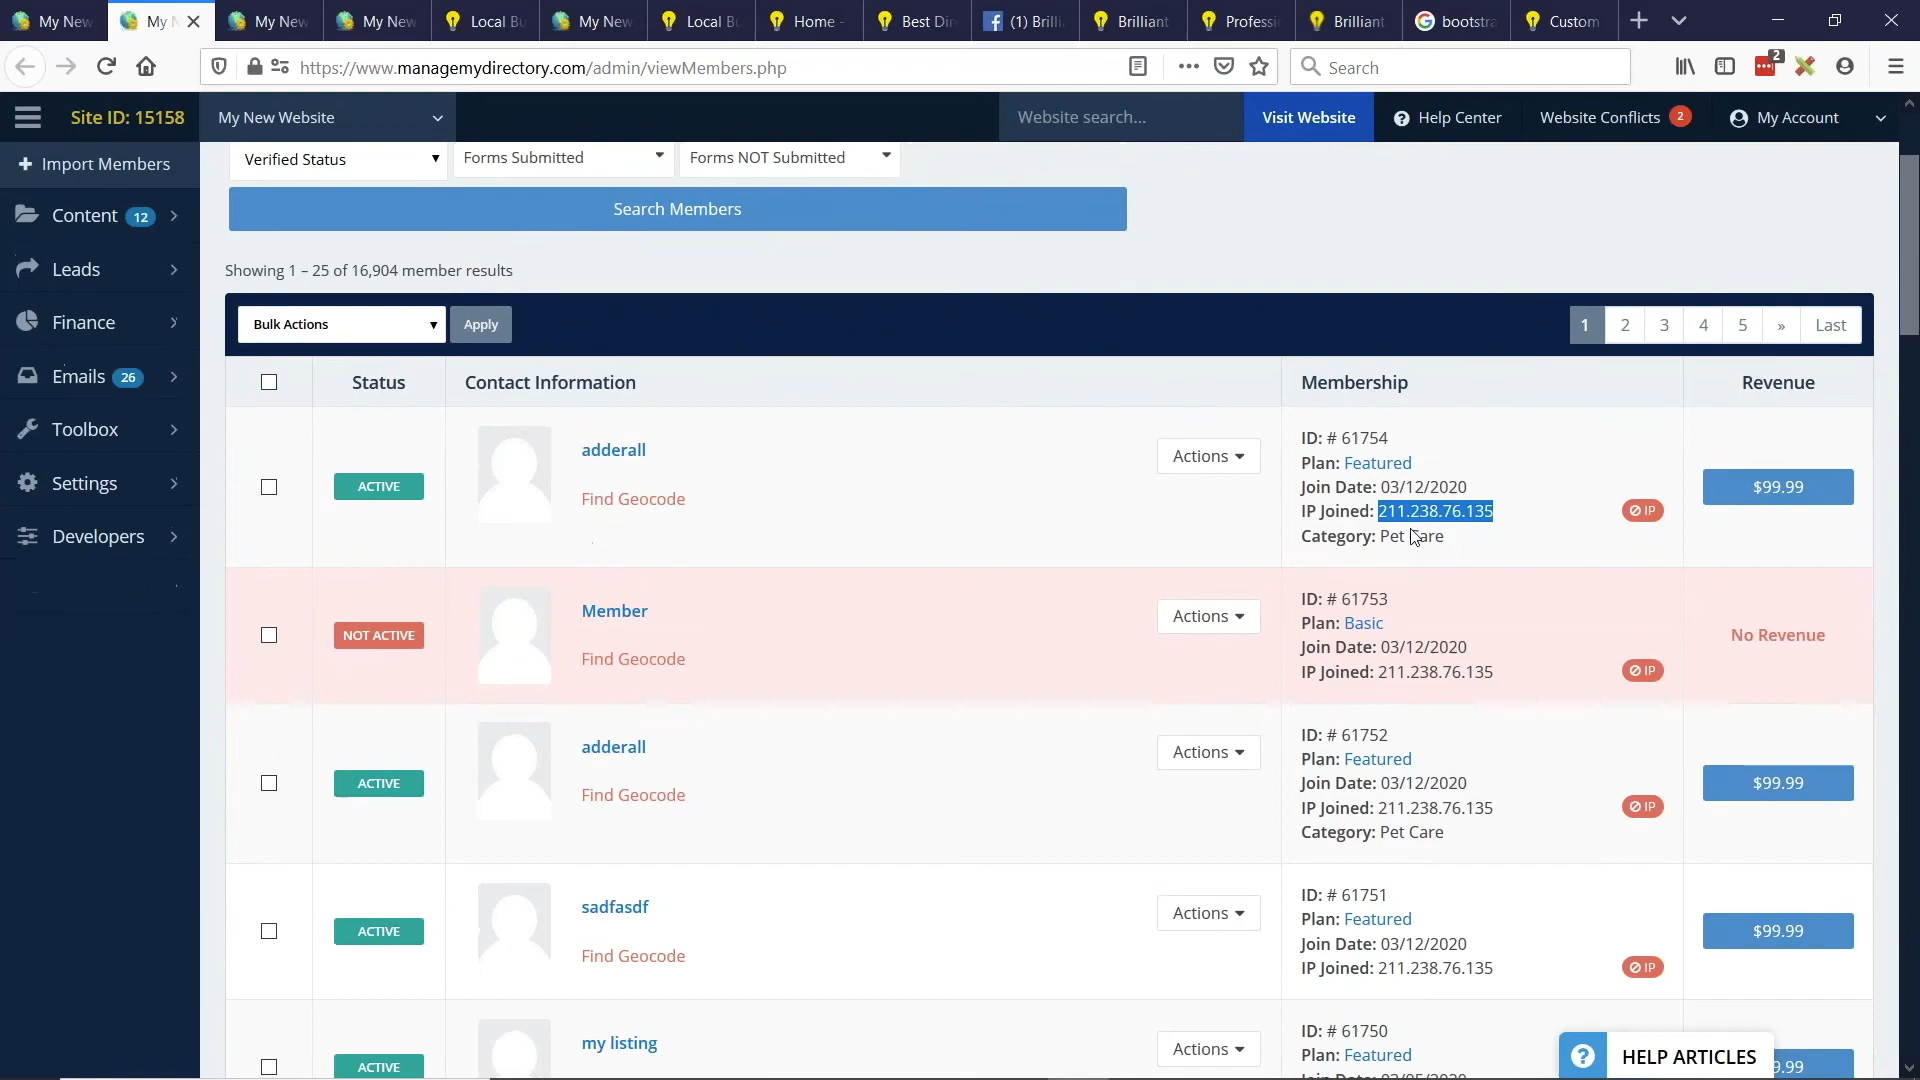 My New
My N
My New
My New
Local Bu
My New
Local Bu
Home -
Best Dir
(1) Brilli
Brilliant
Professi
Brilliant
bootstra
Custom
https://www.managemydirectory.com/admin/viewMembers.php
Search
2
Site ID: 15158
My New Website
Website search...
Visit Website
Help Center
Website Conflicts 2
My Account
Import Members
Content 12
Leads
Finance
Emails 26
Toolbox
Settings
Developers
Verified Status
Forms Submitted
Forms NOT Submitted
Search Members
Showing 1 – 25 of 16,904 member results
Bulk Actions
Apply
1 2 3 4 5 » Last
Status
Contact Information
Membership
Revenue
ACTIVE
adderall
Find Geocode
Actions
ID: # 61754
Plan: Featured
Join Date: 03/12/2020
IP Joined: 211.238.76.135
IP
Category: Pet Care
$99.99
NOT ACTIVE
Member
Find Geocode
Actions
ID: # 61753
Plan: Basic
Join Date: 03/12/2020
IP Joined: 211.238.76.135
IP
No Revenue
ACTIVE
adderall
Find Geocode
Actions
ID: # 61752
Plan: Featured
Join Date: 03/12/2020
IP Joined: 211.238.76.135
IP
Category: Pet Care
$99.99
ACTIVE
sadfasdf
Find Geocode
Actions
ID: # 61751
Plan: Featured
Join Date: 03/12/2020
IP Joined: 211.238.76.135
IP
$99.99
ACTIVE
my listing
Actions
ID: # 61750
Plan: Featured
9.99
? HELP ARTICLES